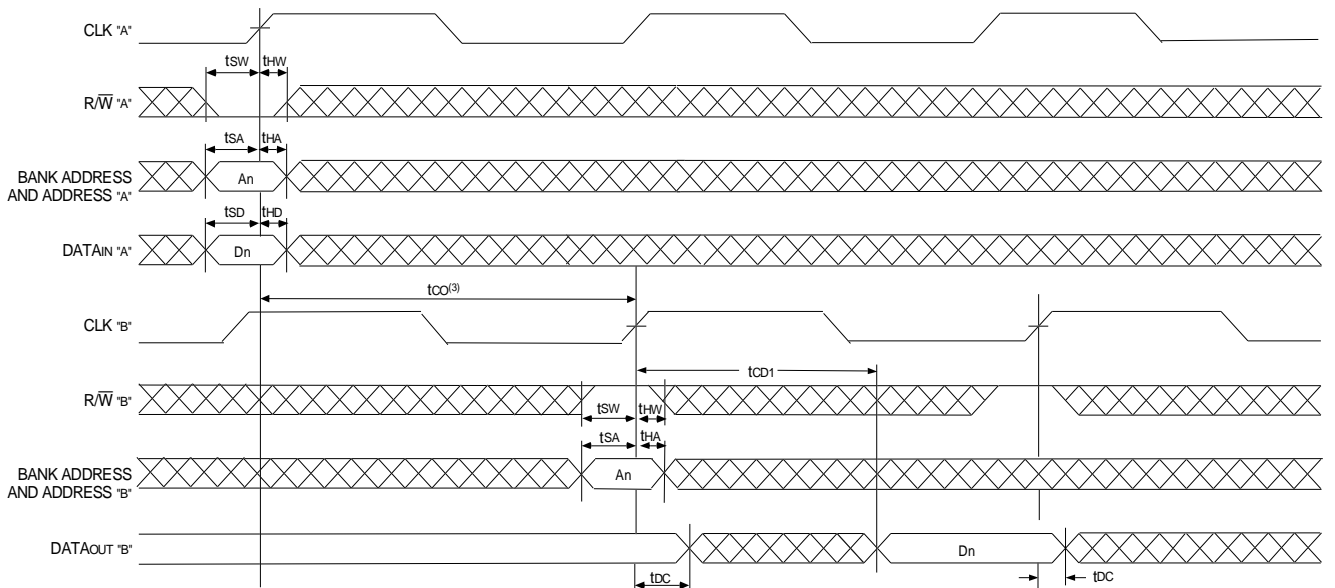 CLK "A"
tSW tHW
R/W̅ "A"
tSA tHA
BANK ADDRESS
AND ADDRESS "A"
An
tSD tHD
DATAIN "A"
Dn
tCO(3)
CLK "B"
tCD1
R/W̅ "B"
tSW tHW
tSA tHA
BANK ADDRESS
AND ADDRESS "B"
An
DATAOUT "B"
Dn
tDC
tDC